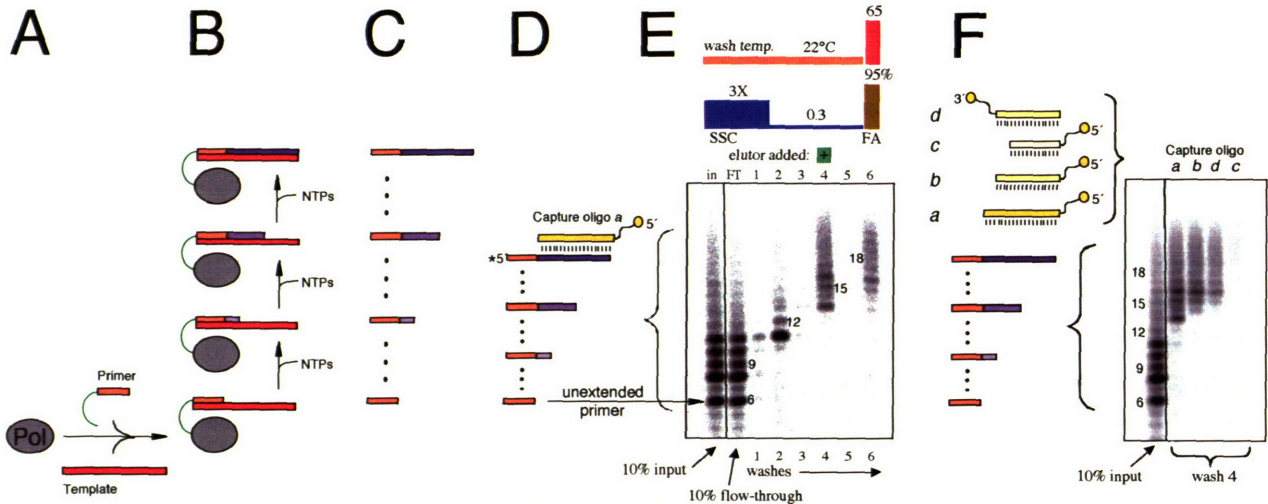 A
B
C
D
E
F
Pol
Primer
Template
NTPs
NTPs
NTPs
Capture oligo a
5´
*5´
unextended
primer
wash temp.
22°C
65
95%
3X
0.3
SSC
FA
elutor added: +
in FT 1 2 3 4 5 6
18
15
12
9
6
1 2 3 4 5 6
washes
10% input
10% flow-through
3´
d
c
5´
b
5´
a
5´
Capture oligo
a b d c
18
15
12
9
6
10% input
wash 4